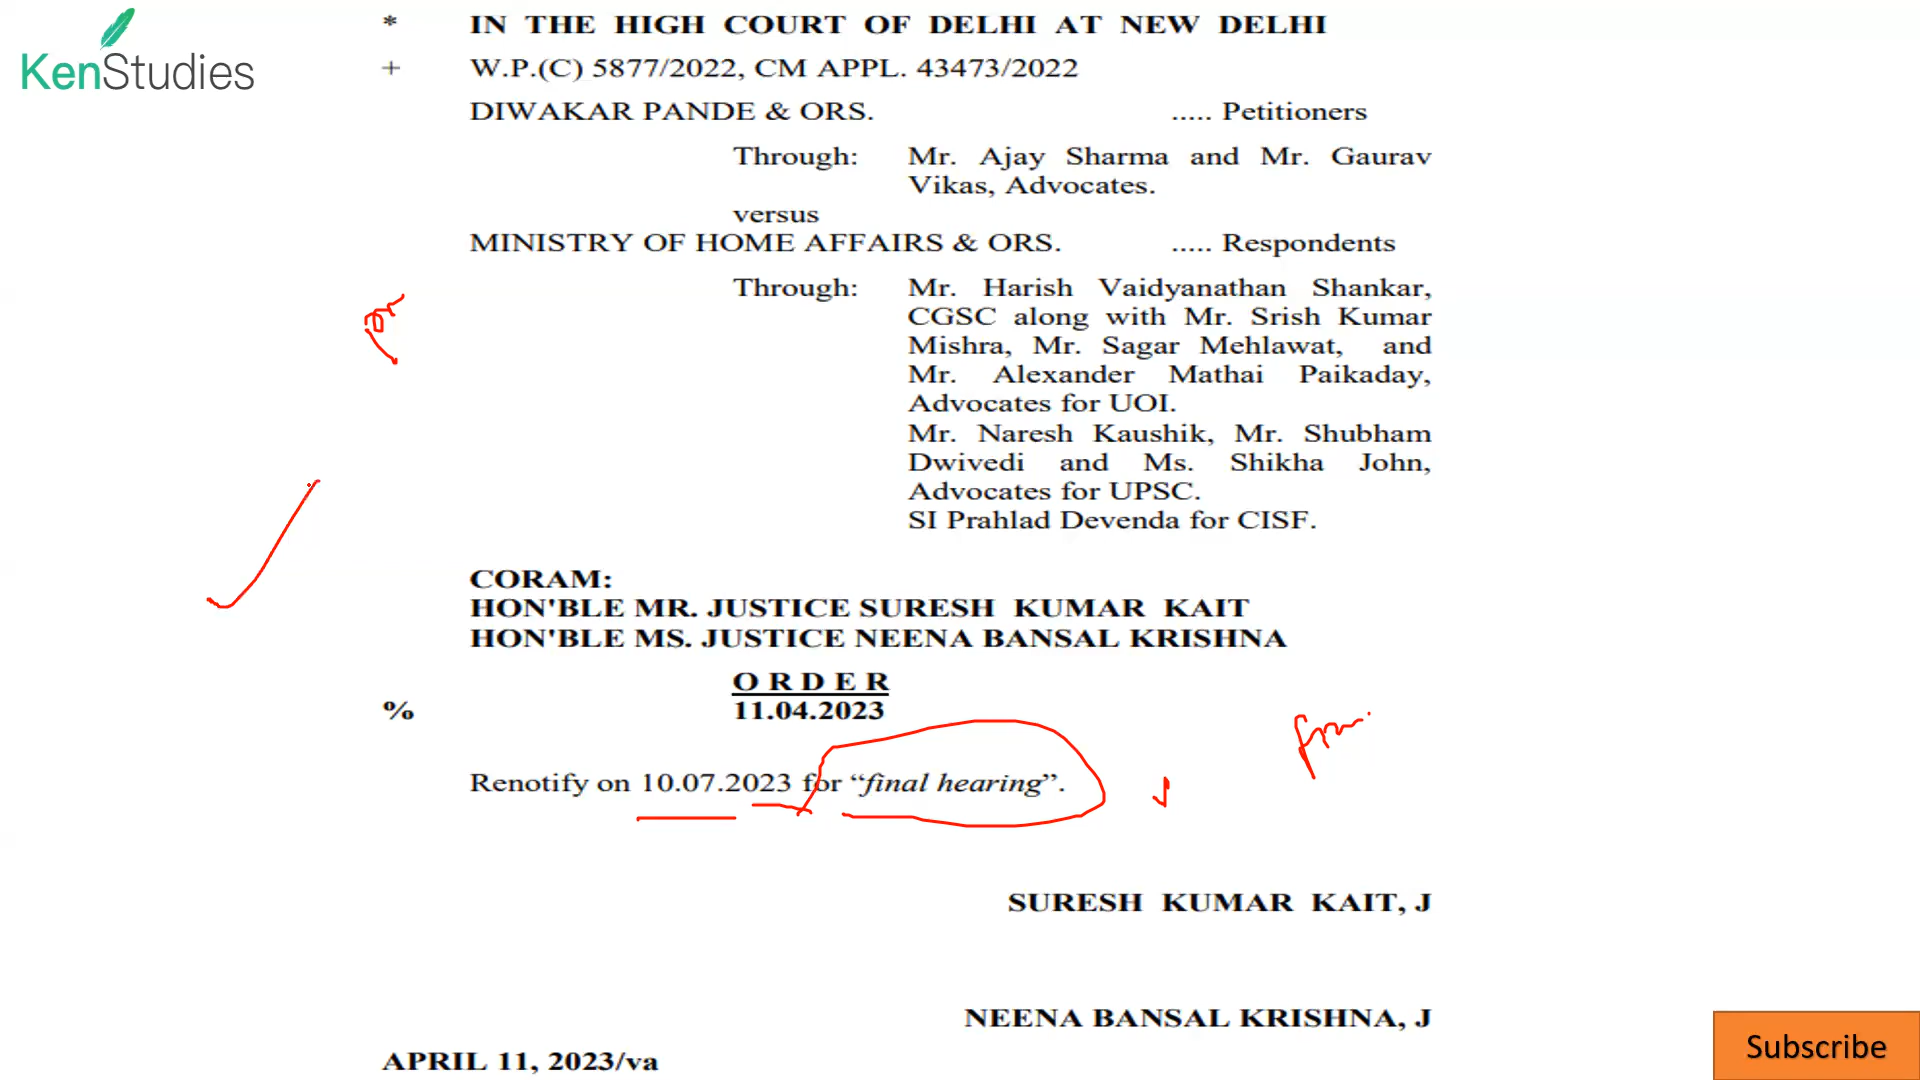 KenStudies
* IN THE HIGH COURT OF DELHI AT NEW DELHI
+ W.P.(C) 5877/2022, CM APPL. 43473/2022
DIWAKAR PANDE & ORS. ..... Petitioners
Through: Mr. Ajay Sharma and Mr. Gaurav
Vikas, Advocates.
versus
MINISTRY OF HOME AFFAIRS & ORS. ..... Respondents
Through: Mr. Harish Vaidyanathan Shankar,
CGSC along with Mr. Srish Kumar
Mishra, Mr. Sagar Mehlawat, and
Mr. Alexander Mathai Paikaday,
Advocates for UOI.
Mr. Naresh Kaushik, Mr. Shubham
Dwivedi and Ms. Shikha John,
Advocates for UPSC.
SI Prahlad Devenda for CISF.
CORAM:
HON'BLE MR. JUSTICE SURESH KUMAR KAIT
HON'BLE MS. JUSTICE NEENA BANSAL KRISHNA
O R D E R
% 11.04.2023
Renotify on 10.07.2023 for “final hearing”.
SURESH KUMAR KAIT, J
NEENA BANSAL KRISHNA, J
APRIL 11, 2023/va
Subscribe